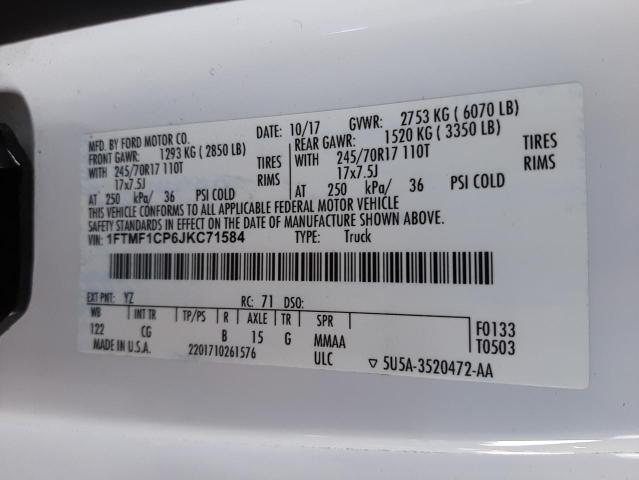 MFD. BY FORD MOTOR CO.
DATE: 10/17 GVWR: 2753 KG ( 6070 LB)
FRONT GAWR: 1293 KG ( 2850 LB) REAR GAWR: 1520 KG ( 3350 LB)
WITH 245/70R17 110T TIRES WITH 245/70R17 110T TIRES
17x7.5J RIMS 17x7.5J RIMS
AT 250 kPa/ 36 PSI COLD AT 250 kPa/ 36 PSI COLD
THIS VEHICLE CONFORMS TO ALL APPLICABLE FEDERAL MOTOR VEHICLE
SAFETY STANDARDS IN EFFECT ON THE DATE OF MANUFACTURE SHOWN ABOVE.
VIN: 1FTMF1CP6JKC71584 TYPE: Truck
EXT PNT: YZ RC: 71 DSO:
WB INT TR TP/PS R AXLE TR SPR
122 CG B 15 G MMAA F0133
MADE IN U.S.A. 2201710261576 ULC T0503
▽ 5U5A-3520472-AA